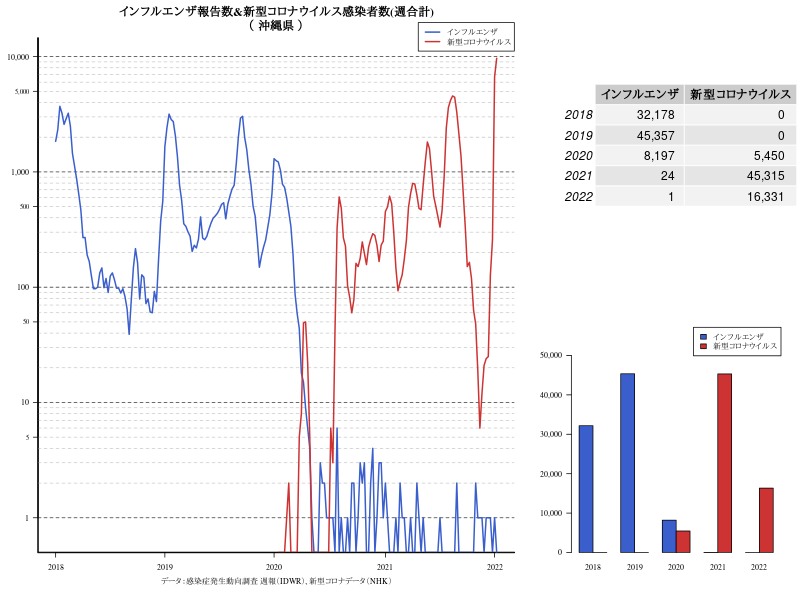 インフルエンザ報告数&新型コロナウイルス感染者数(週合計)
( 沖縄県 )
インフルエンザ
新型コロナウイルス
10,000
5,000
1,000
500
100
50
10
5
1
2018 2019 2020 2021 2022
データ:感染症発生動向調査 週報(IDWR)、新型コロナデータ(NHK)
インフルエンザ 新型コロナウイルス
2018 32,178 0
2019 45,357 0
2020 8,197 5,450
2021 24 45,315
2022 1 16,331
インフルエンザ
新型コロナウイルス
50,000
40,000
30,000
20,000
10,000
0
2018 2019 2020 2021 2022